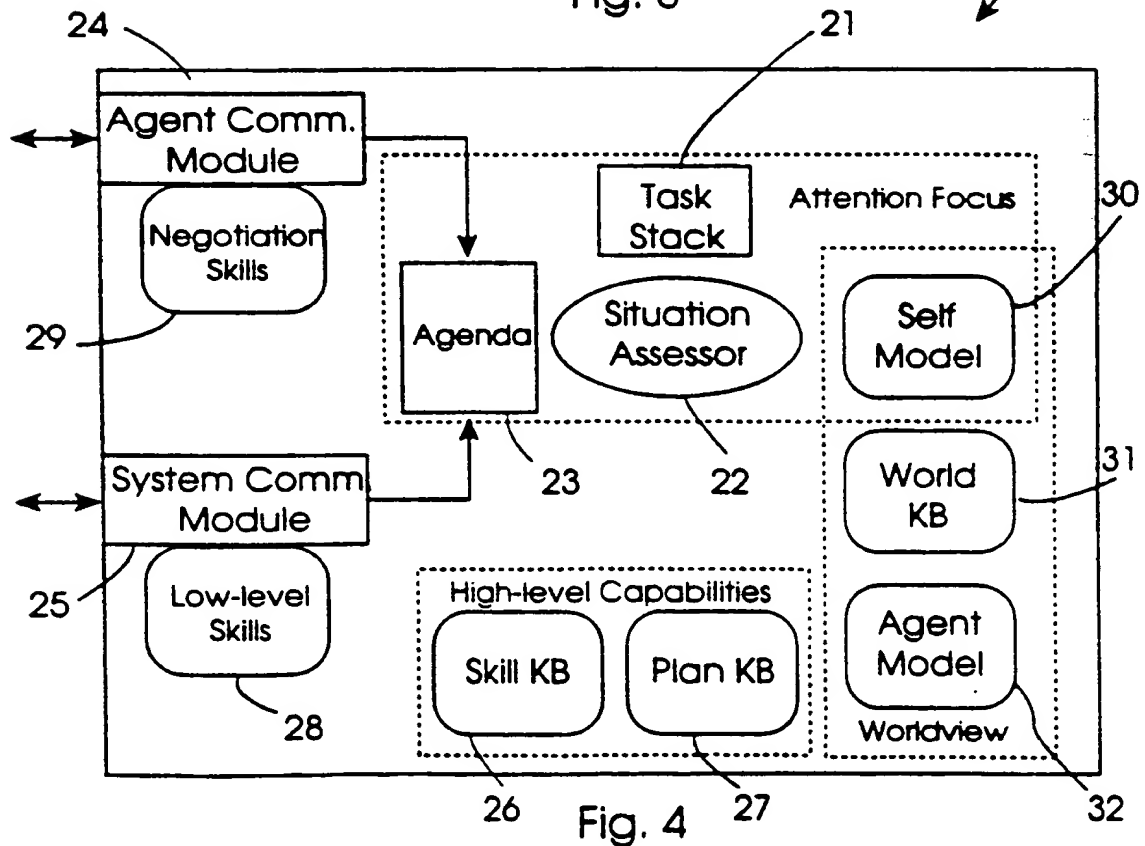 24
21
Agent Comm.
Module
Task
Stack
Attention Focus
30
Negotiation
Skills
29
Agenda
Situation
Assessor
Self
Model
System Comm.
Module
23
22
World
KB
31
25
Low-level
Skills
28
High-level Capabilities
Skill KB
Plan KB
Agent
Model
Worldview
26
27
32
Fig. 4